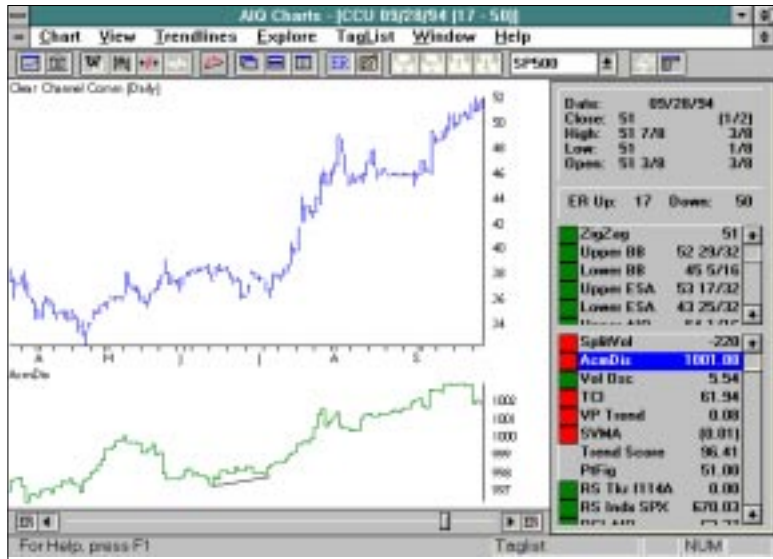 AIQ Charts - [CCU 09/28/94 (17 - 50)]
Chart View Trendlines Explore TagList Window Help
ER SP500
Clear Channel Comm (Daily)
52
50
48
46
44
42
40
38
36
34
A M J J A S
AcmDis
1002
1001
1000
999
998
997
Date: 09/28/94
Close: 51 (1/2)
High: 51 7/8 3/8
Low: 51 1/8
Open: 51 3/8 3/8
ER Up: 17 Down: 50
ZigZag 51
Upper BB 52 29/32
Lower BB 45 5/16
Upper ESA 53 17/32
Lower ESA 43 25/32
SplitVol -220
AcmDis 1001.00
Vol Osc 5.54
TCI 61.94
VP Trend 0.08
SVMA (0.01)
Trend Score 96.41
PtFig 51.00
RS Tkr I114A 0.00
RS Indx SPX 670.03
ER ER
For Help, press F1 Taglist: NUM